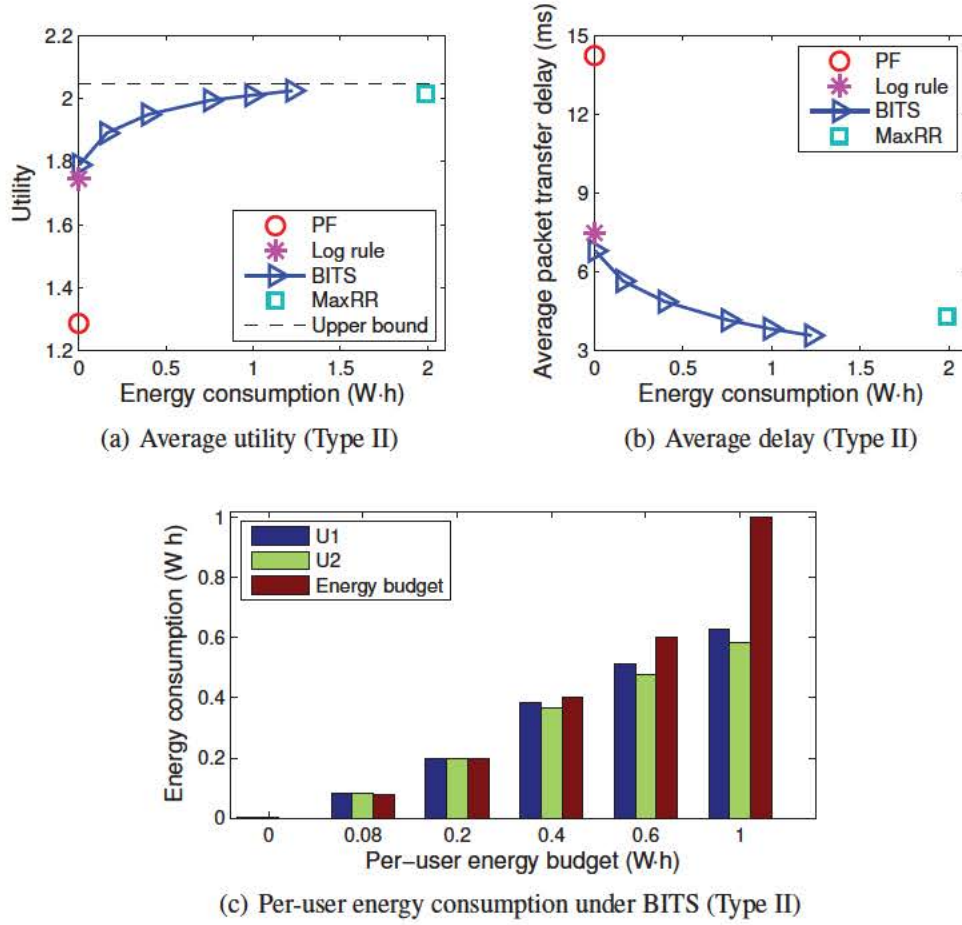 2.2
2
1.8
1.6
1.4
1.2
Utility
PF
Log rule
BITS
MaxRR
Upper bound
0 0.5 1 1.5 2
Energy consumption (W·h)
(a) Average utility (Type II)
15
12
9
6
3
Average packet transfer delay (ms)
PF
Log rule
BITS
MaxRR
0 0.5 1 1.5 2
Energy consumption (W·h)
(b) Average delay (Type II)
1
0.8
0.6
0.4
0.2
0
Energy consumption (W h)
U1
U2
Energy budget
0 0.08 0.2 0.4 0.6 1
Per-user energy budget (W·h)
(c) Per-user energy consumption under BITS (Type II)